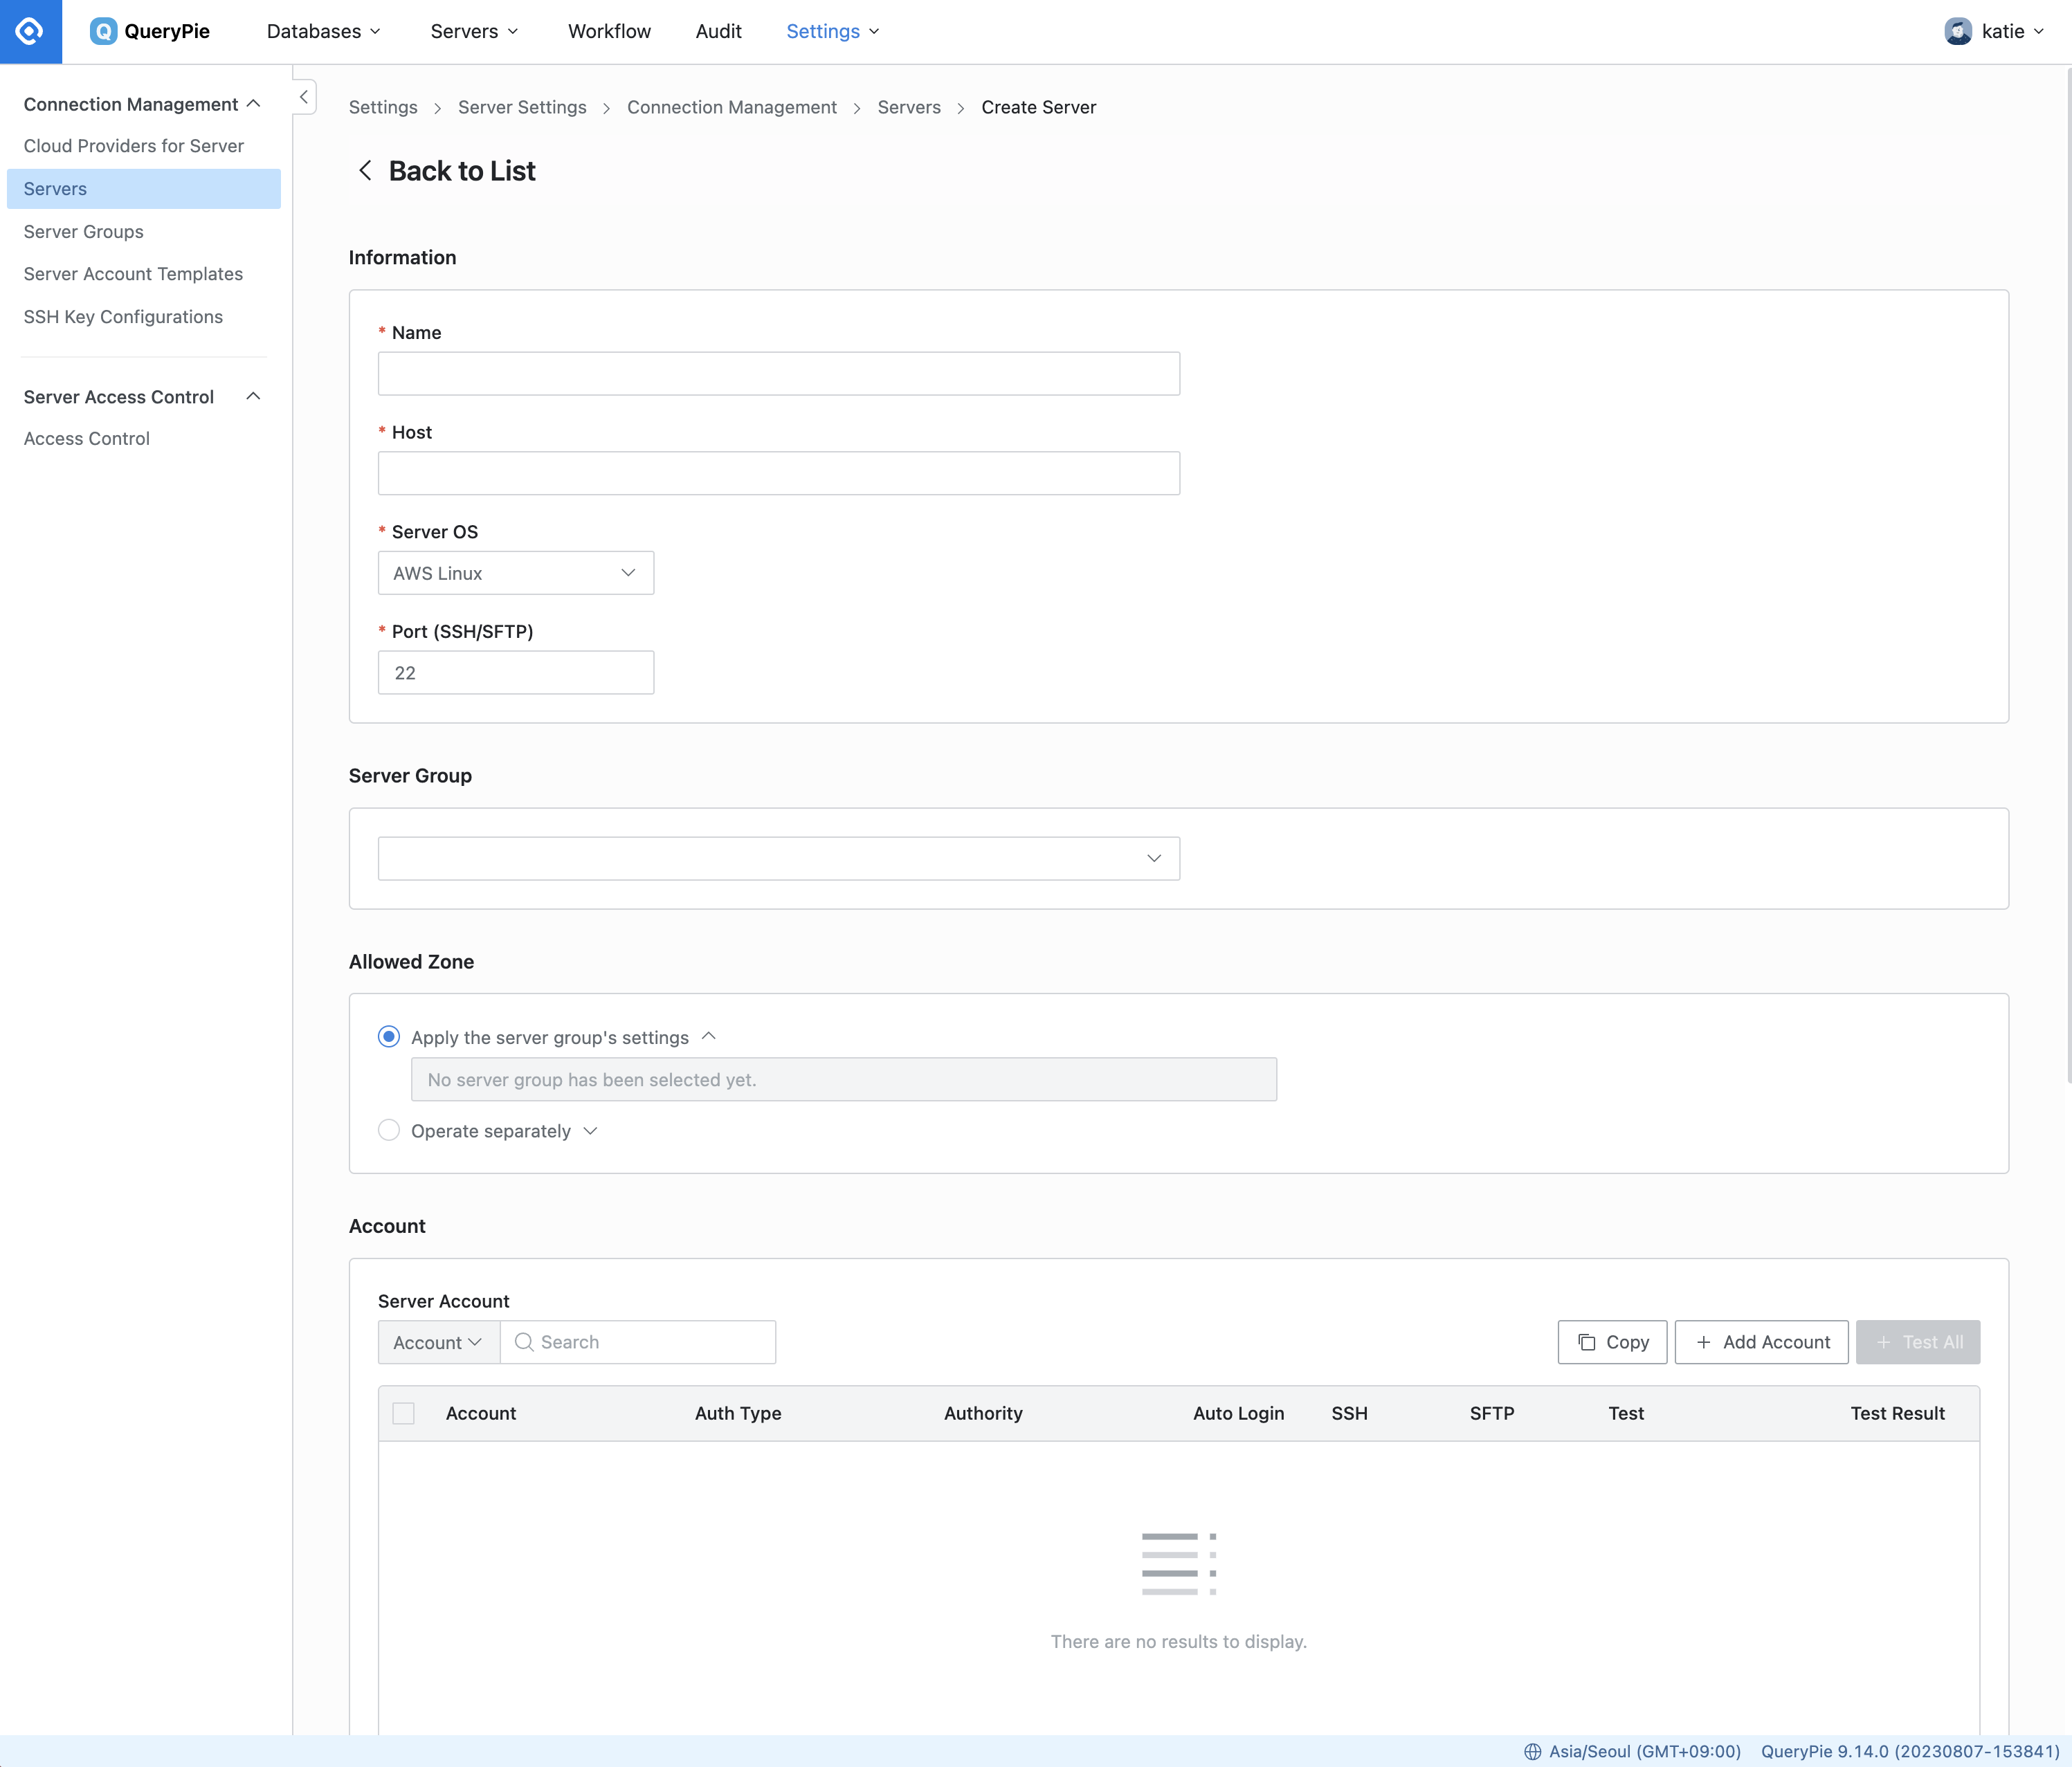 QueryPie Databases Servers Workflow Audit Settings katie
Connection Management
Cloud Providers for Server
Servers
Server Groups
Server Account Templates
SSH Key Configurations
Server Access Control
Access Control
Settings > Server Settings > Connection Management > Servers > Create Server
Back to List
Information
* Name
* Host
* Server OS
AWS Linux
* Port (SSH/SFTP)
22
Server Group
Allowed Zone
Apply the server group's settings
No server group has been selected yet.
Operate separately
Account
Server Account
Account Search Copy + Add Account + Test All
Account Auth Type Authority Auto Login SSH SFTP Test Test Result
There are no results to display.
Asia/Seoul (GMT+09:00) QueryPie 9.14.0 (20230807-153841)